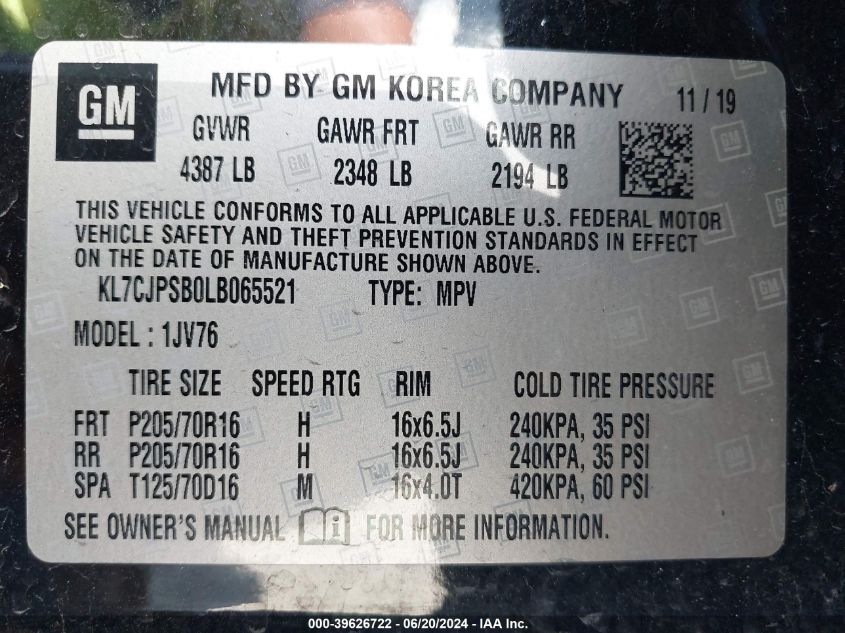 GM
MFD BY GM KOREA COMPANY 11 / 19
GVWR GAWR FRT GAWR RR
4387 LB 2348 LB 2194 LB
THIS VEHICLE CONFORMS TO ALL APPLICABLE U.S. FEDERAL MOTOR
VEHICLE SAFETY AND THEFT PREVENTION STANDARDS IN EFFECT
ON THE DATE OF MANUFACTURE SHOWN ABOVE.
KL7CJPSB0LB065521 TYPE: MPV
MODEL : 1JV76
TIRE SIZE SPEED RTG RIM COLD TIRE PRESSURE
FRT P205/70R16 H 16x6.5J 240KPA, 35 PSI
RR P205/70R16 H 16x6.5J 240KPA, 35 PSI
SPA T125/70D16 M 16x4.0T 420KPA, 60 PSI
SEE OWNER'S MANUAL i FOR MORE INFORMATION.
000-39626722 - 06/20/2024 - IAA Inc.